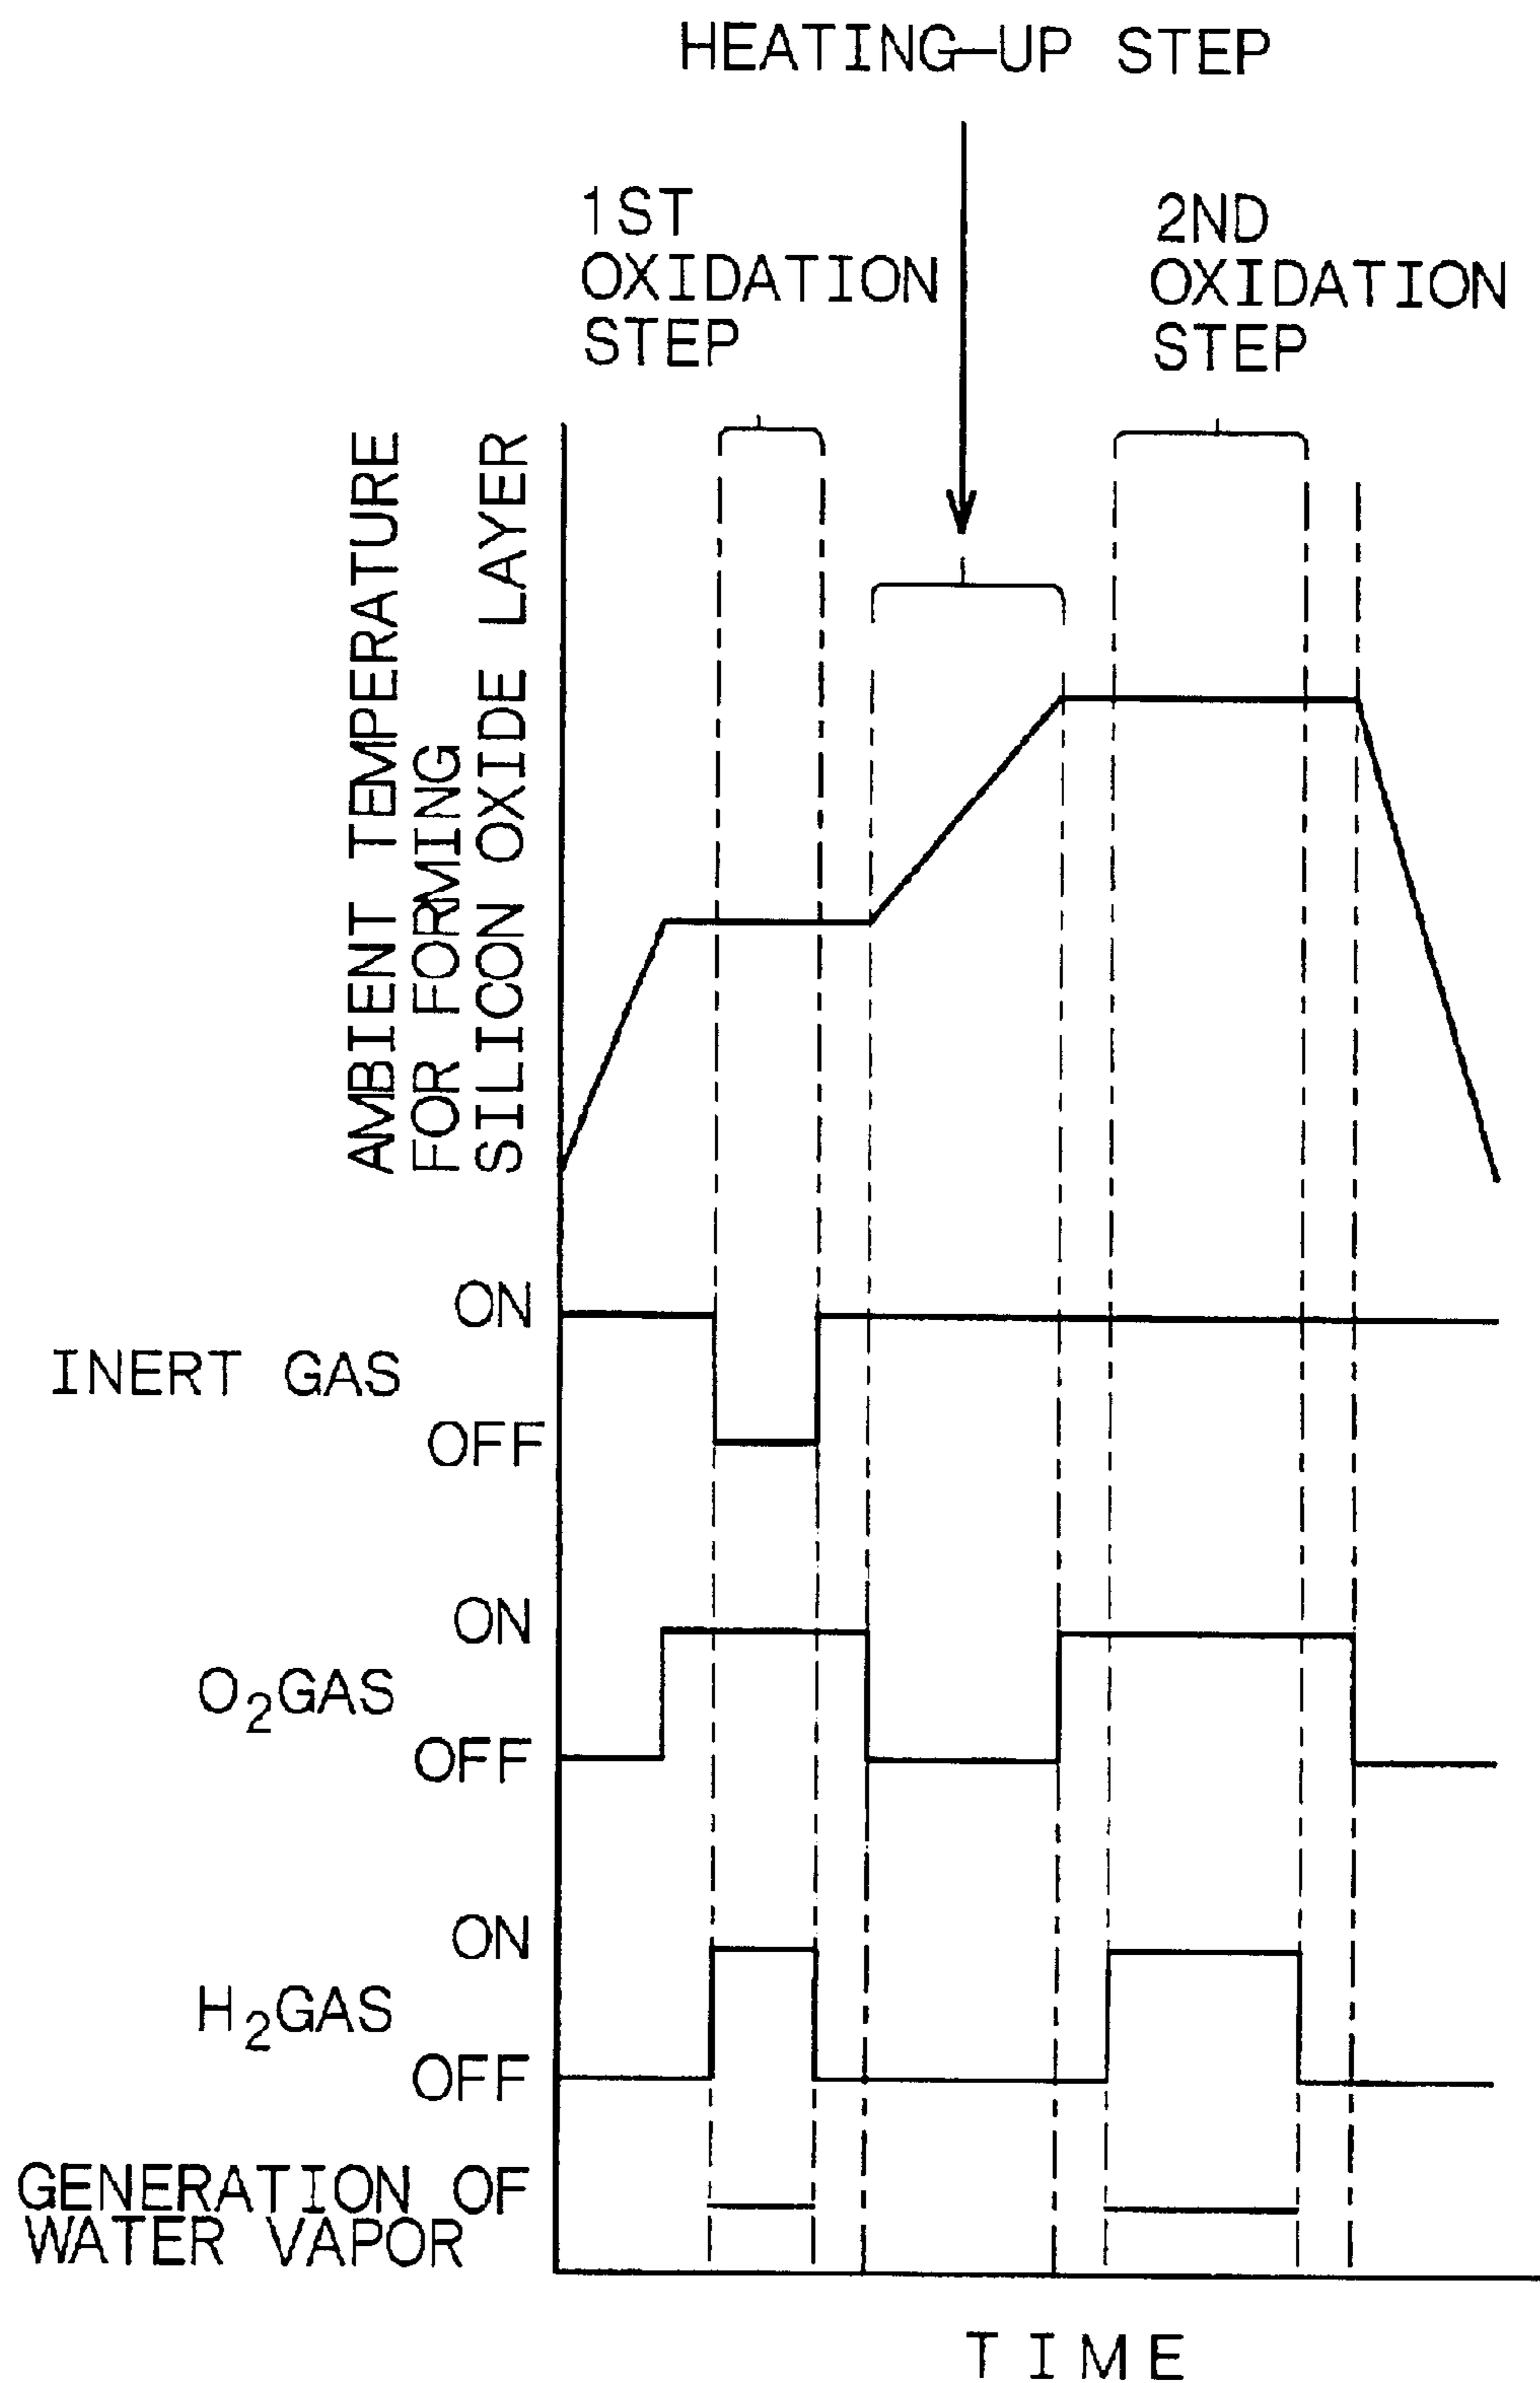 HEATING-UP STEP
1ST
OXIDATION
STEP
2ND
OXIDATION
STEP
AMBIENT TEMPERATURE
FOR FORMING
SILICON OXIDE LAYER
ON
INERT GAS
OFF
ON
O2GAS
OFF
ON
H2GAS
OFF
GENERATION OF
WATER VAPOR
TIME